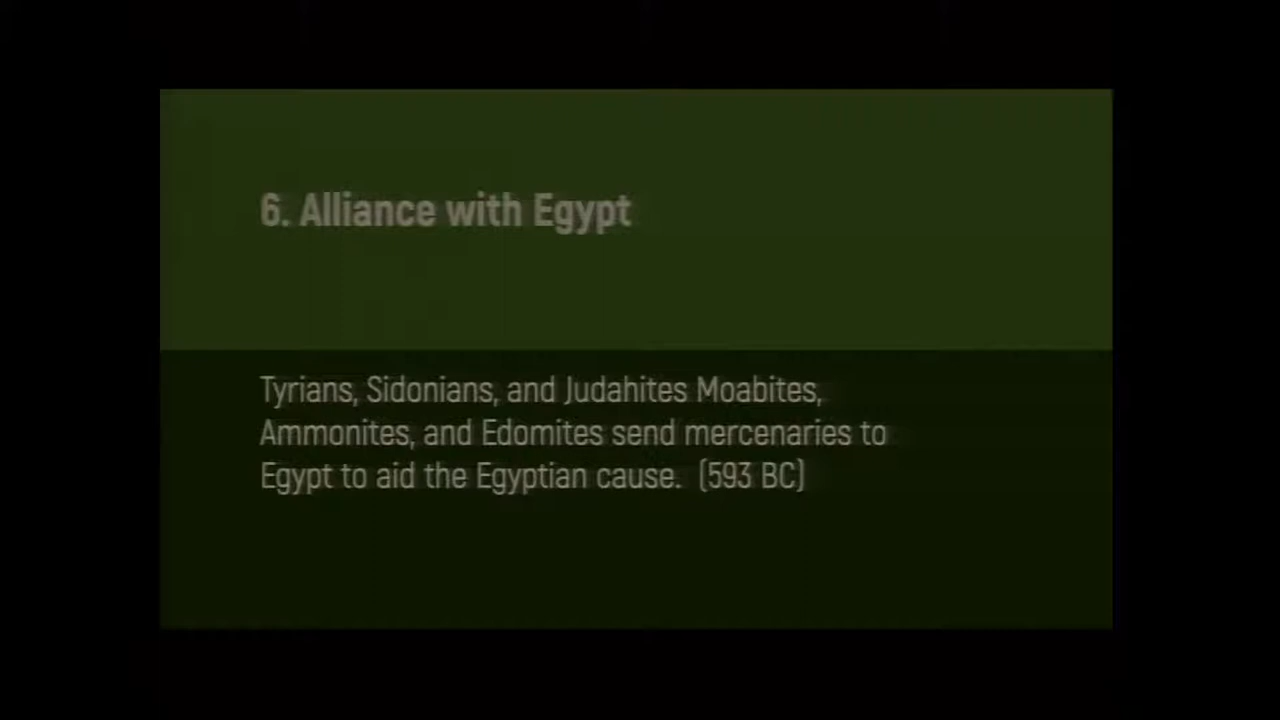 6. Alliance with Egypt
Tyrians, Sidonians, and Judahites Moabites,
Ammonites, and Edomites send mercenaries to
Egypt to aid the Egyptian cause.  (593 BC)